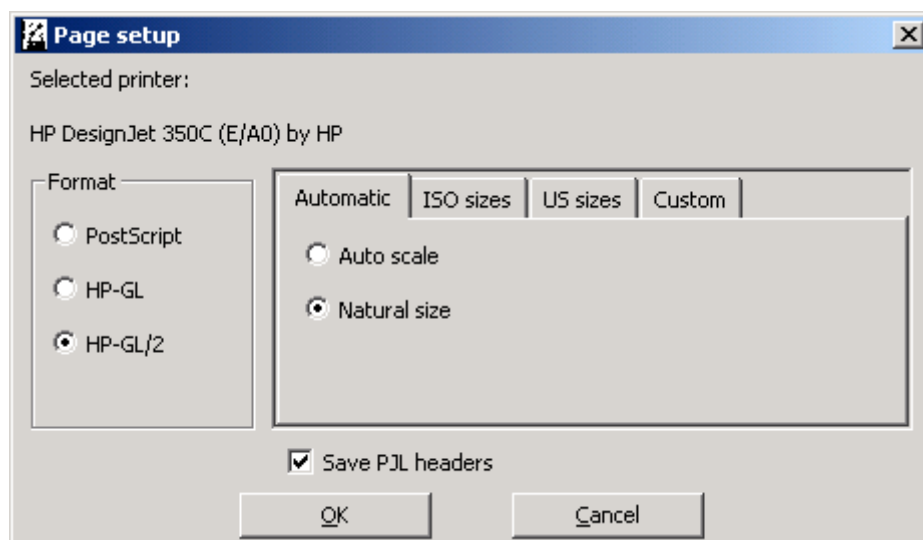 Page setup
Selected printer:
HP DesignJet 350C (E/A0) by HP
Format
PostScript
HP-GL
HP-GL/2
Automatic ISO sizes US sizes Custom
Auto scale
Natural size
Save PJL headers
OK Cancel